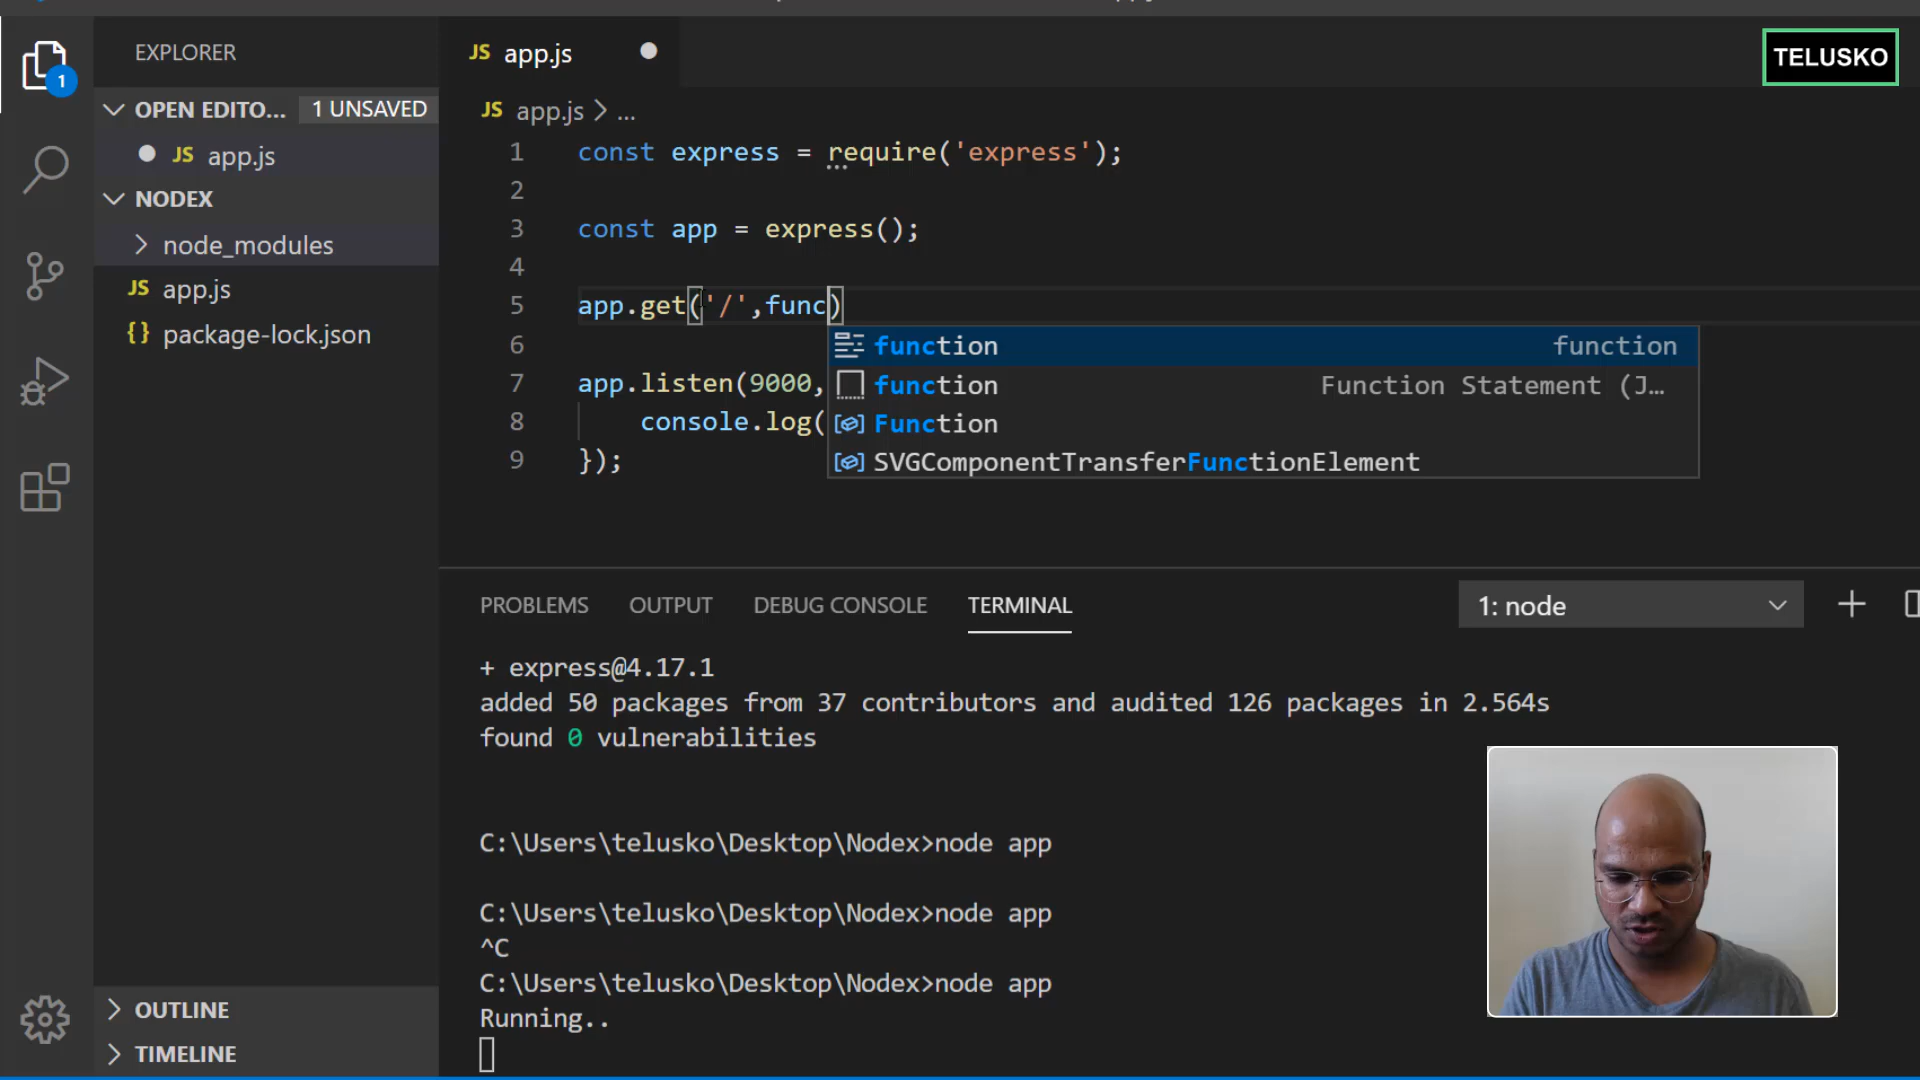 EXPLORER
OPEN EDITO... 1 UNSAVED
JS app.js
NODEX
node_modules
JS app.js
{} package-lock.json
OUTLINE
TIMELINE
1
JS app.js
TELUSKO
JS app.js > ...
1 const express = require('express');
2
3 const app = express();
4
5 app.get('/',func)
6
7 app.listen(9000,
8 console.log(
9 });
function function
function Function Statement (J…
Function
SVGComponentTransferFunctionElement
PROBLEMS OUTPUT DEBUG CONSOLE TERMINAL 1: node
+ express@4.17.1
added 50 packages from 37 contributors and audited 126 packages in 2.564s
found 0 vulnerabilities
C:\Users\telusko\Desktop\Nodex>node app
C:\Users\telusko\Desktop\Nodex>node app
^C
C:\Users\telusko\Desktop\Nodex>node app
Running..